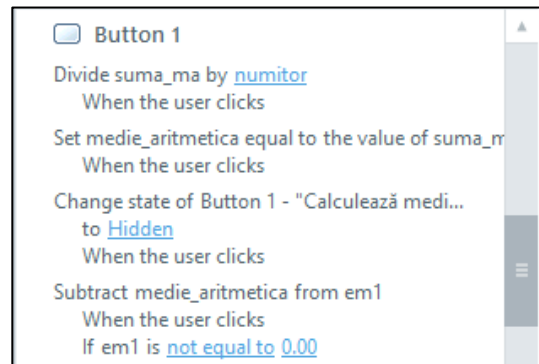 Button 1
Divide suma_ma by numitor
When the user clicks
Set medie_aritmetica equal to the value of suma_m
When the user clicks
Change state of Button 1 - "Calculează medi...
to Hidden
When the user clicks
Subtract medie_aritmetica from em1
When the user clicks
If em1 is not equal to 0.00